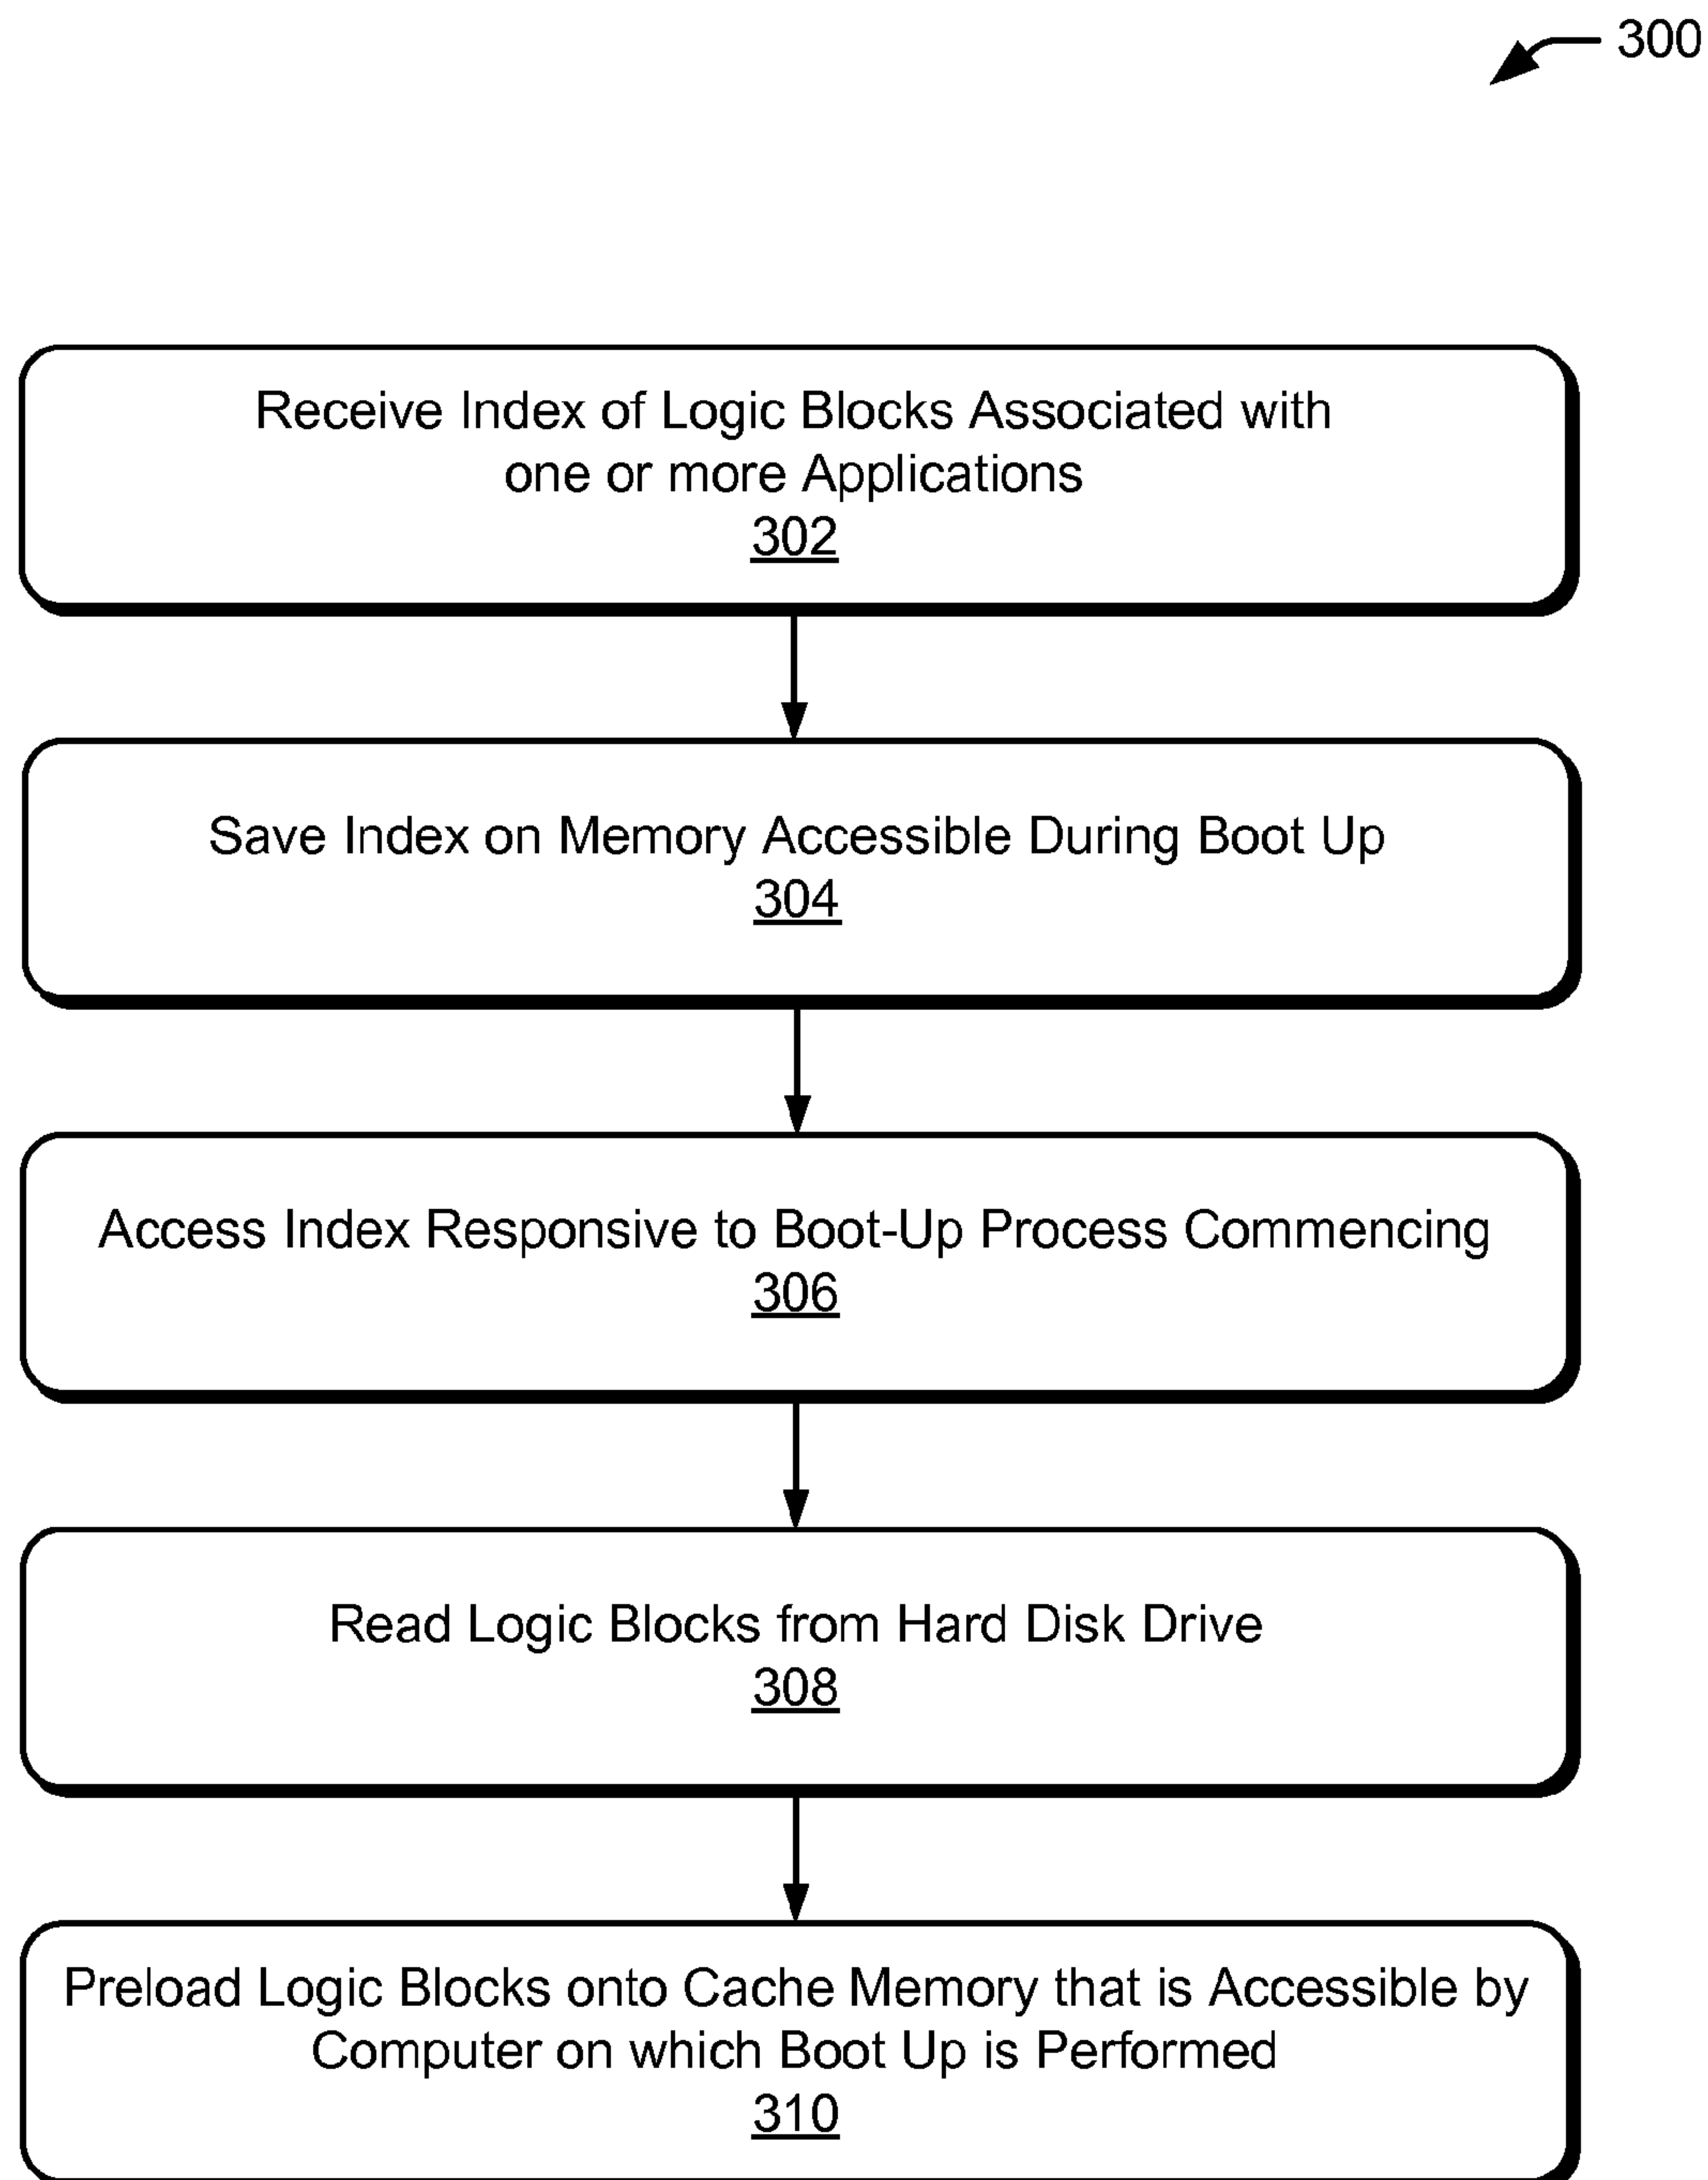 300
Receive Index of Logic Blocks Associated with
one or more Applications
302
Save Index on Memory Accessible During Boot Up
304
Access Index Responsive to Boot-Up Process Commencing
306
Read Logic Blocks from Hard Disk Drive
308
Preload Logic Blocks onto Cache Memory that is Accessible by
Computer on which Boot Up is Performed
310